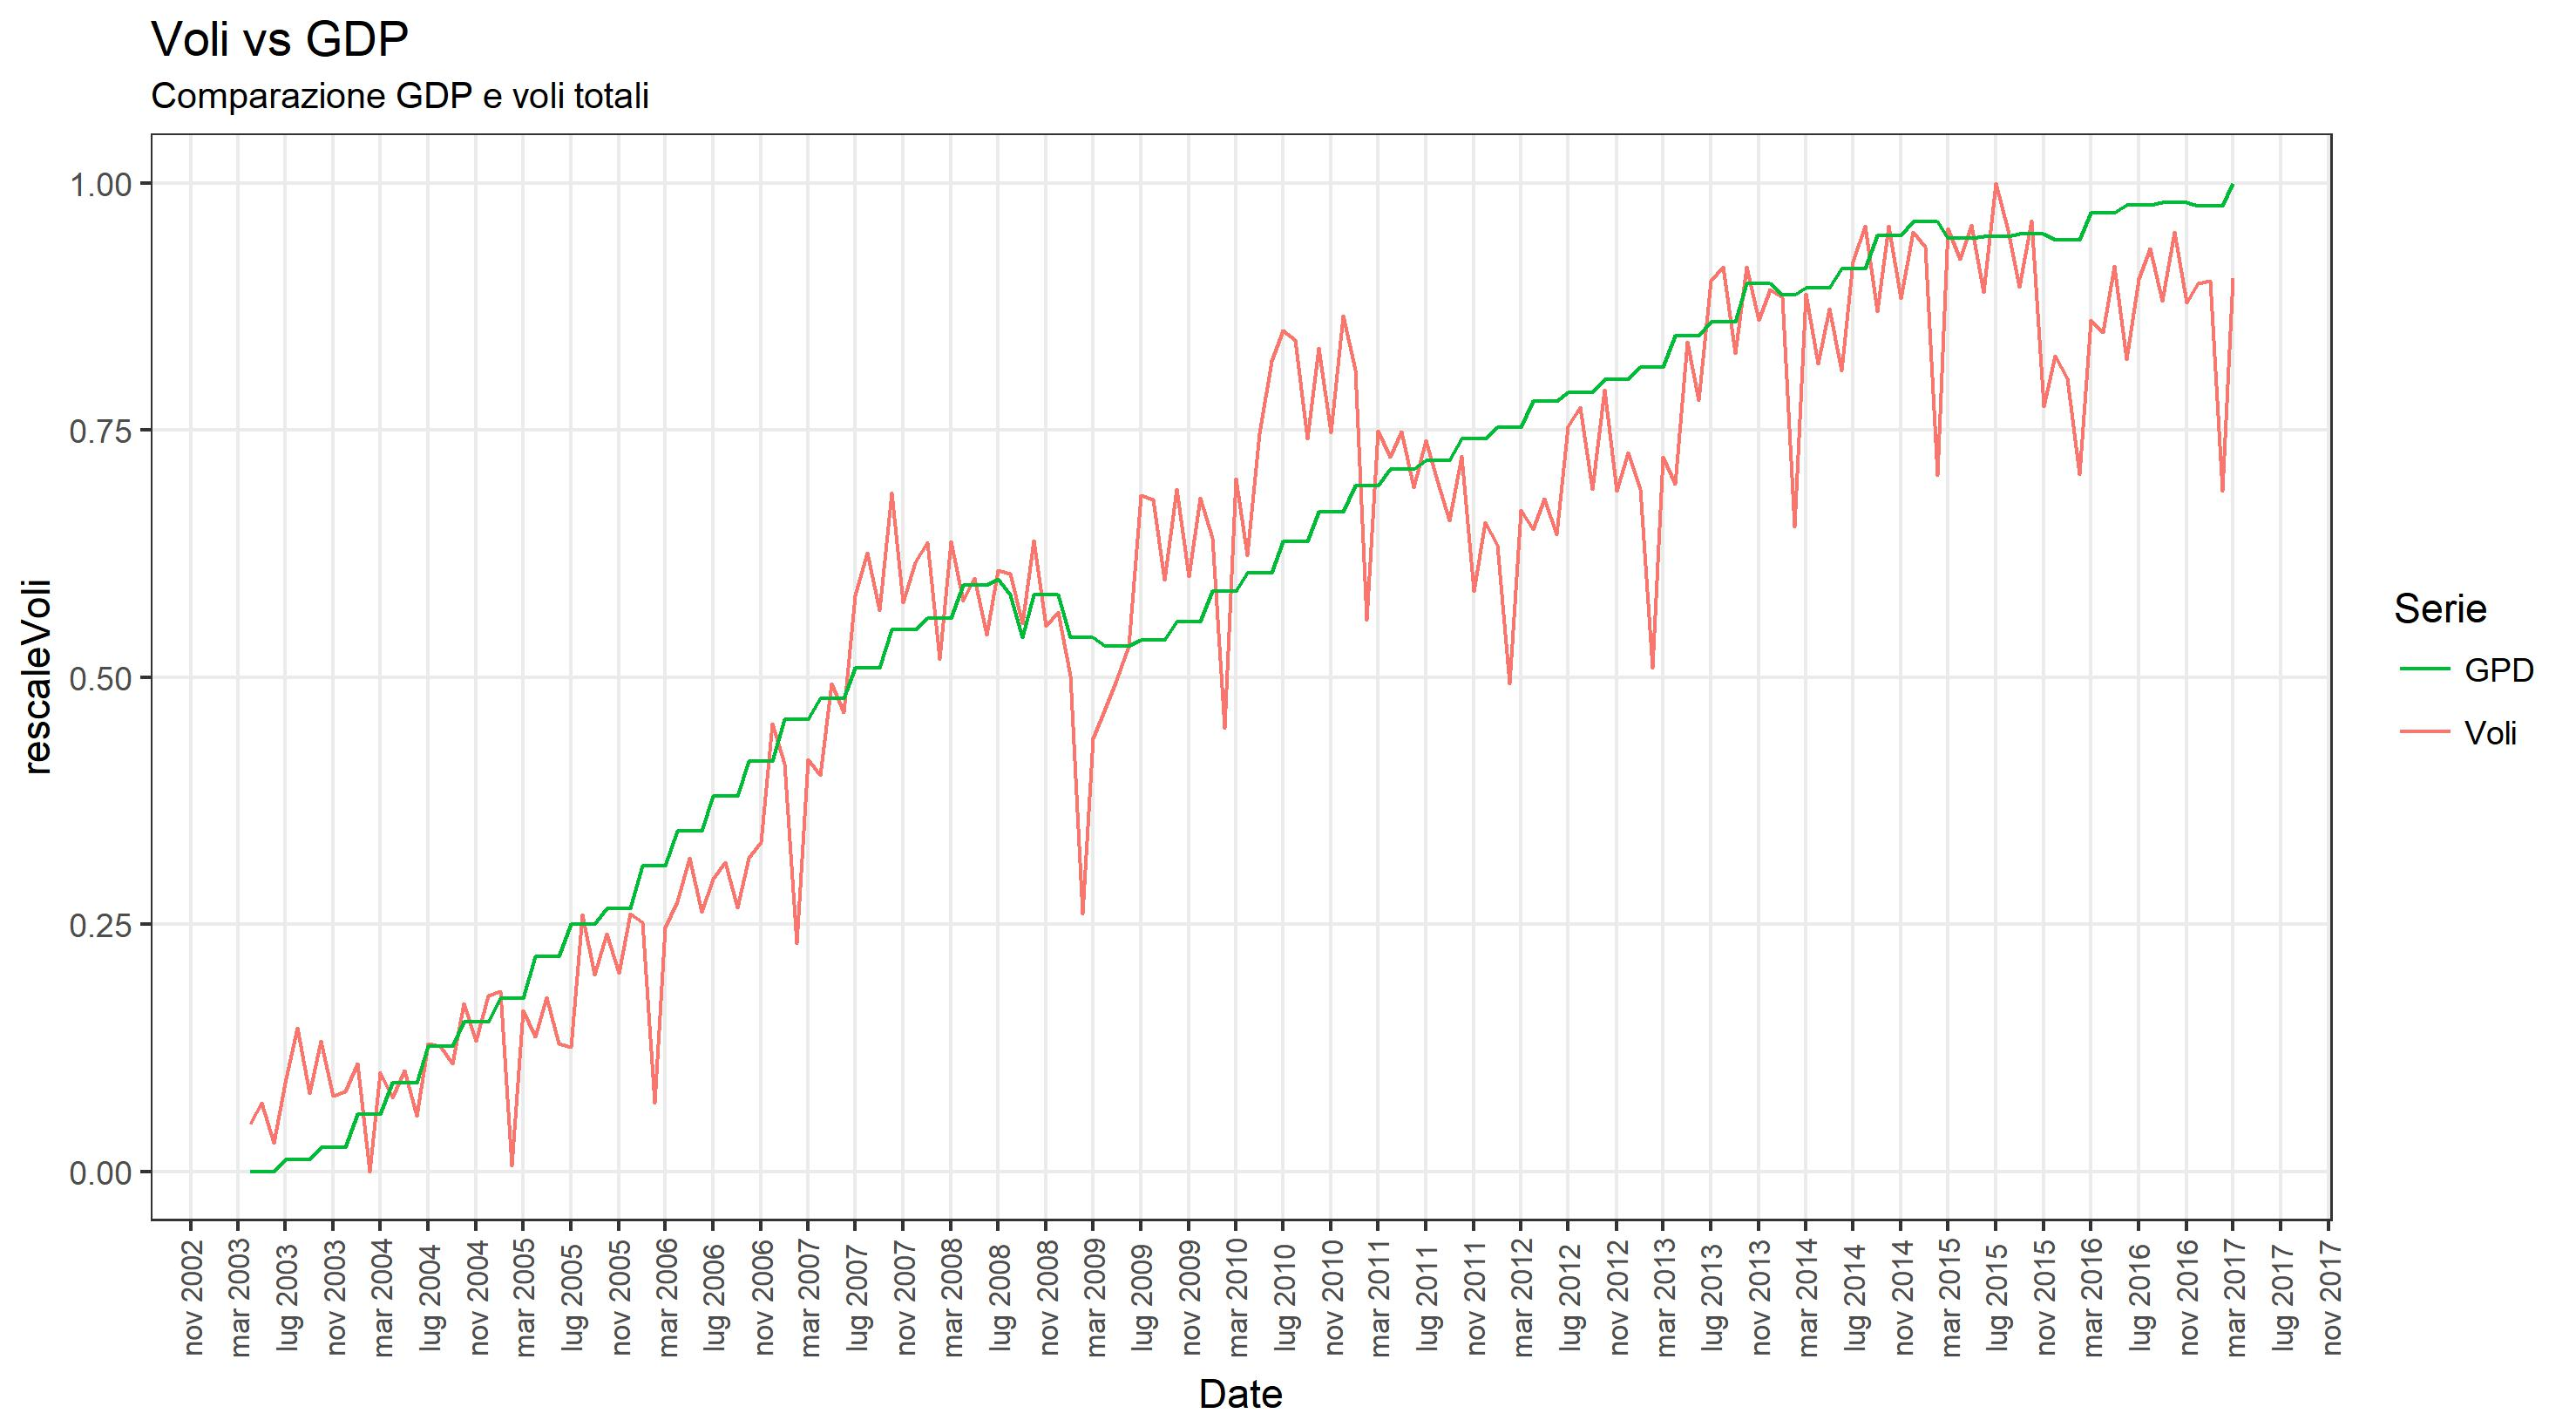 Voli vs GDP
Comparazione GDP e voli totali
rescaleVoli
1.00
0.75
0.50
0.25
0.00
nov 2002
mar 2003
lug 2003
nov 2003
mar 2004
lug 2004
nov 2004
mar 2005
lug 2005
nov 2005
mar 2006
lug 2006
nov 2006
mar 2007
lug 2007
nov 2007
mar 2008
lug 2008
nov 2008
mar 2009
lug 2009
nov 2009
mar 2010
lug 2010
nov 2010
mar 2011
lug 2011
nov 2011
mar 2012
lug 2012
nov 2012
mar 2013
lug 2013
nov 2013
mar 2014
lug 2014
nov 2014
mar 2015
lug 2015
nov 2015
mar 2016
lug 2016
nov 2016
mar 2017
lug 2017
nov 2017
Date
Serie
GPD
Voli